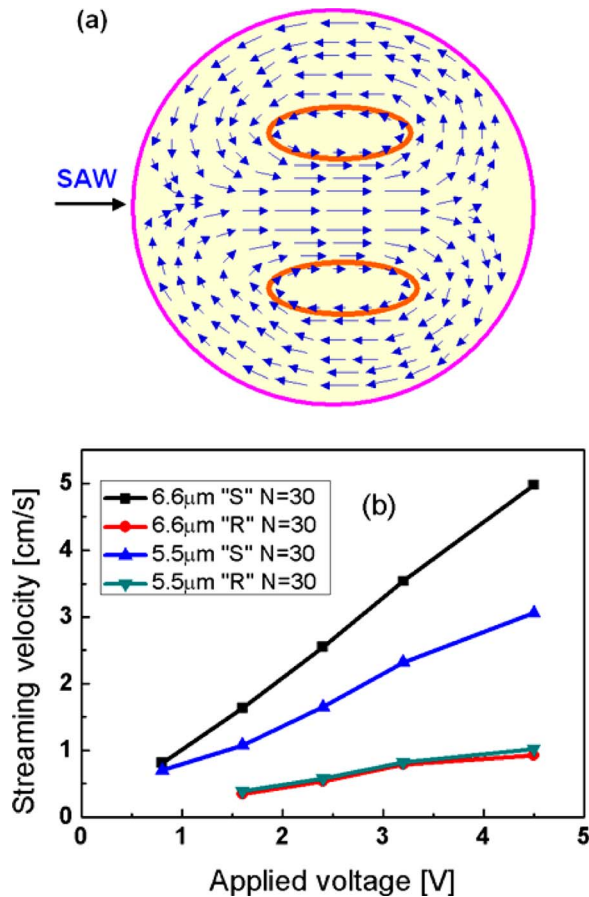 (a)
SAW
5
4
3
2
1
0
Streaming velocity [cm/s]
6.6μm "S" N=30
6.6μm "R" N=30
5.5μm "S" N=30
5.5μm "R" N=30
(b)
0 1 2 3 4 5
Applied voltage [V]